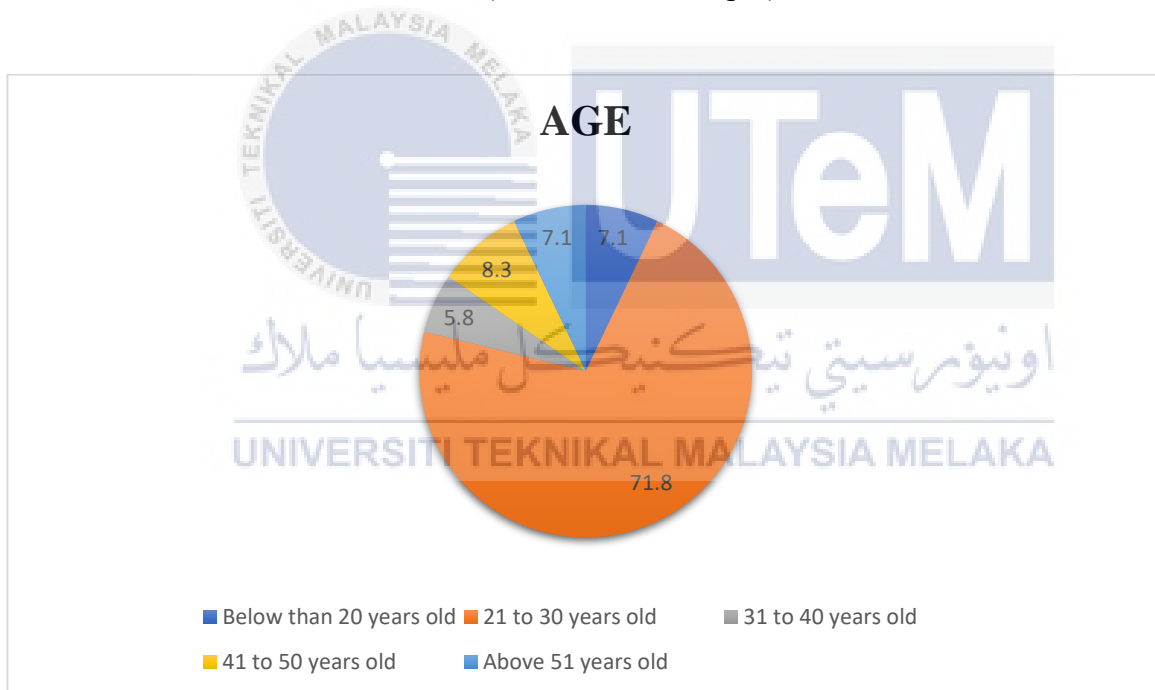 UNIVERSITI TEKNIKAL MALAYSIA MELAKA
UTeM
AGE
7.1
7.1
8.3
5.8
71.8
اونيۏرسيتي تيكنيكل مليسيا ملاك
UNIVERSITI TEKNIKAL MALAYSIA MELAKA
Below than 20 years old 21 to 30 years old 31 to 40 years old
41 to 50 years old Above 51 years old